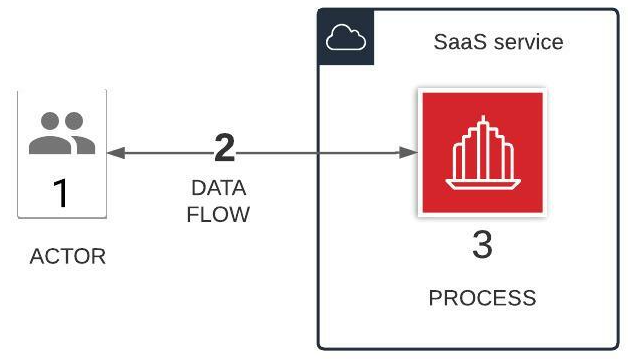 SaaS service
1
2
DATA
FLOW
3
ACTOR
PROCESS